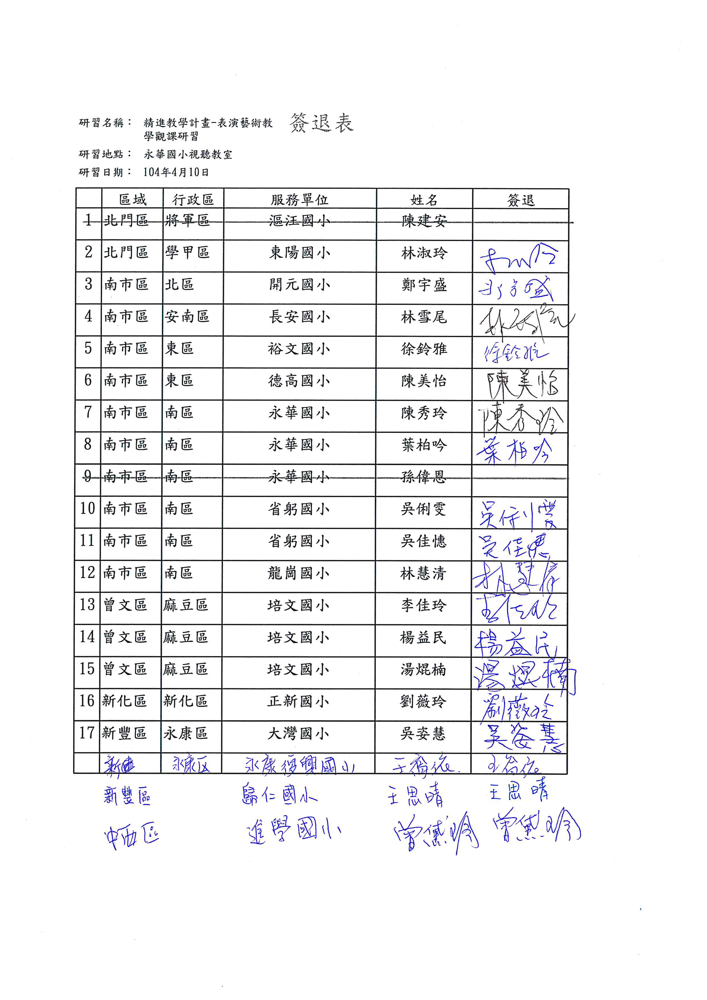 簽退表
研習名稱： 精進教學計畫-表演藝術教
學觀課研習
研習地點： 永華國小視聽教室
研習日期： 104年4月10日
區域 行政區 服務單位 姓名 簽退
1 北門區 將軍區 漚汪國小 陳建安
2 北門區 學甲區 東陽國小 林淑玲
3 南市區 北區 開元國小 鄭宇盛
4 南市區 安南區 長安國小 林雪尾
5 南市區 東區 裕文國小 徐鈴雅 徐鈴雅
6 南市區 東區 德高國小 陳美怡 陳美怡
7 南市區 南區 永華國小 陳秀玲 陳秀玲
8 南市區 南區 永華國小 葉柏吟 葉柏吟
9 南市區 南區 永華國小 孫偉恩
10 南市區 南區 省躬國小 吳俐雯 吳俐雯
11 南市區 南區 省躬國小 吳佳憓 吳佳憓
12 南市區 南區 龍崗國小 林慧清 林慧清
13 曾文區 麻豆區 培文國小 李佳玲 李佳玲
14 曾文區 麻豆區 培文國小 楊益民 楊益民
15 曾文區 麻豆區 培文國小 湯焜楠 湯焜楠
16 新化區 新化區 正新國小 劉薇玲 劉薇玲
17 新豐區 永康區 大灣國小 吳姿慧 吳姿慧
永康区 永康復興國小
新豐區 歸仁國小 王思晴 王思晴
中西區 進學國小 曾黛玲 曾黛玲